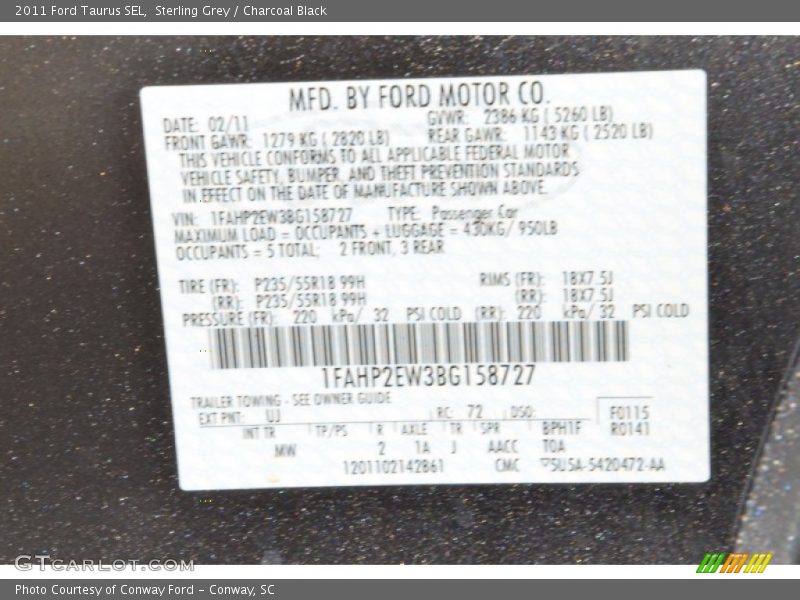 2011 Ford Taurus SEL, Sterling Grey / Charcoal Black
MFD. BY FORD MOTOR CO.
DATE: 02/11 GVWR: 2386 KG ( 5260 LB)
FRONT GAWR: 1279 KG ( 2820 LB) REAR GAWR: 1143 KG ( 2520 LB)
THIS VEHICLE CONFORMS TO ALL APPLICABLE FEDERAL MOTOR
VEHICLE SAFETY, BUMPER, AND THEFT PREVENTION STANDARDS
IN EFFECT ON THE DATE OF MANUFACTURE SHOWN ABOVE.
VIN: 1FAHP2EW3BG158727 TYPE: Passenger Car
MAXIMUM LOAD = OCCUPANTS + LUGGAGE = 430KG/ 950LB
OCCUPANTS = 5 TOTAL; 2 FRONT, 3 REAR
TIRE (FR): P235/55R18 99H RIMS (FR): 18X7.5J
(RR): P235/55R18 99H (RR): 18X7.5J
PRESSURE (FR): 220 kPa/ 32 PSI COLD (RR): 220 kPa/ 32 PSI COLD
1FAHP2EW3BG158727
TRAILER TOWING - SEE OWNER GUIDE
EXT PNT: UJ RC: 72 DSO: F0115
INT TR TP/PS R AXLE TR SPR BPH1F R0141
MW 2 1A J AACC TOA
1201102142861 CMC ▽5U5A-5420472-AA
GTcarlot.com
Photo Courtesy of Conway Ford - Conway, SC